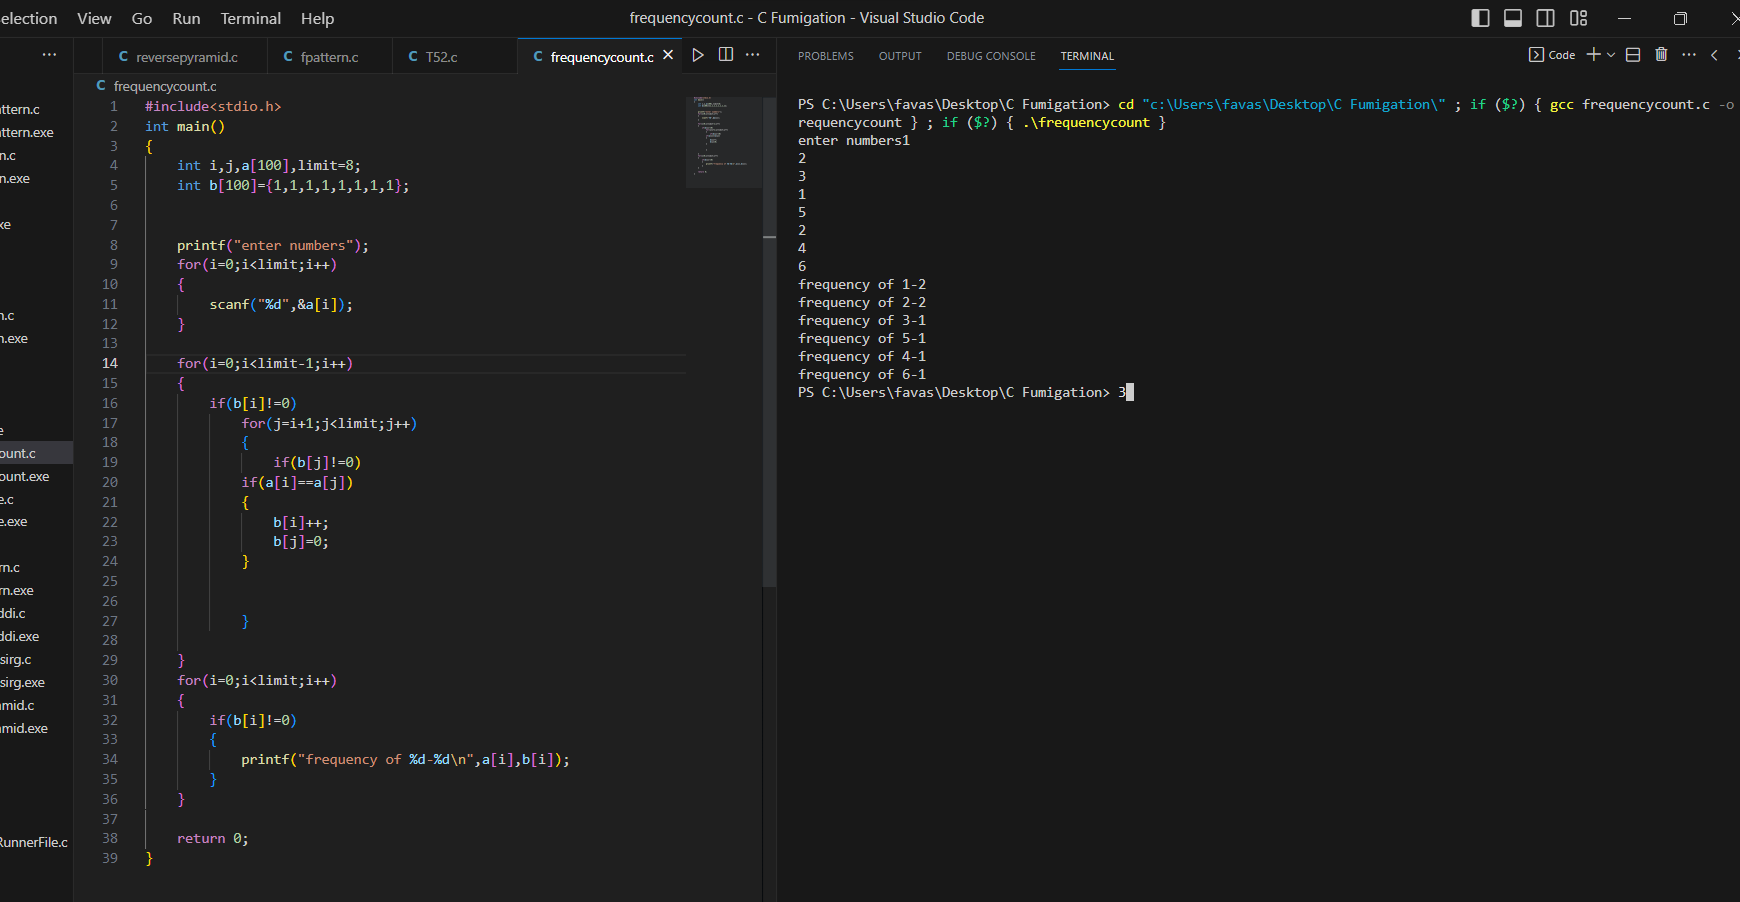 election View Go Run Terminal Help
frequencycount.c - C Fumigation - Visual Studio Code
reversepyramid.c
fpattern.c
T52.c
frequencycount.c
C frequencycount.c
ttern.c
ttern.exe
n.c
n.exe
xe
n.c
n.exe
e
ount.c
ount.exe
e.c
e.exe
rn.c
rn.exe
ddi.c
ddi.exe
sirg.c
sirg.exe
mid.c
mid.exe
RunnerFile.c
1 #include<stdio.h>
2 int main()
3 {
4 int i,j,a[100],limit=8;
5 int b[100]={1,1,1,1,1,1,1,1};
6
7
8 printf("enter numbers");
9 for(i=0;i<limit;i++)
10 {
11 scanf("%d",&a[i]);
12 }
13
14 for(i=0;i<limit-1;i++)
15 {
16 if(b[i]!=0)
17 for(j=i+1;j<limit;j++)
18 {
19 if(b[j]!=0)
20 if(a[i]==a[j])
21 {
22 b[i]++;
23 b[j]=0;
24 }
25
26
27 }
28
29 }
30 for(i=0;i<limit;i++)
31 {
32 if(b[i]!=0)
33 {
34 printf("frequency of %d-%d\n",a[i],b[i]);
35 }
36 }
37
38 return 0;
39 }
PROBLEMS OUTPUT DEBUG CONSOLE TERMINAL
Code
PS C:\Users\favas\Desktop\C Fumigation> cd "c:\Users\favas\Desktop\C Fumigation\" ; if ($?) { gcc frequencycount.c -o
requencycount } ; if ($?) { .\frequencycount }
enter numbers1
2
3
1
5
2
4
6
frequency of 1-2
frequency of 2-2
frequency of 3-1
frequency of 5-1
frequency of 4-1
frequency of 6-1
PS C:\Users\favas\Desktop\C Fumigation> 3